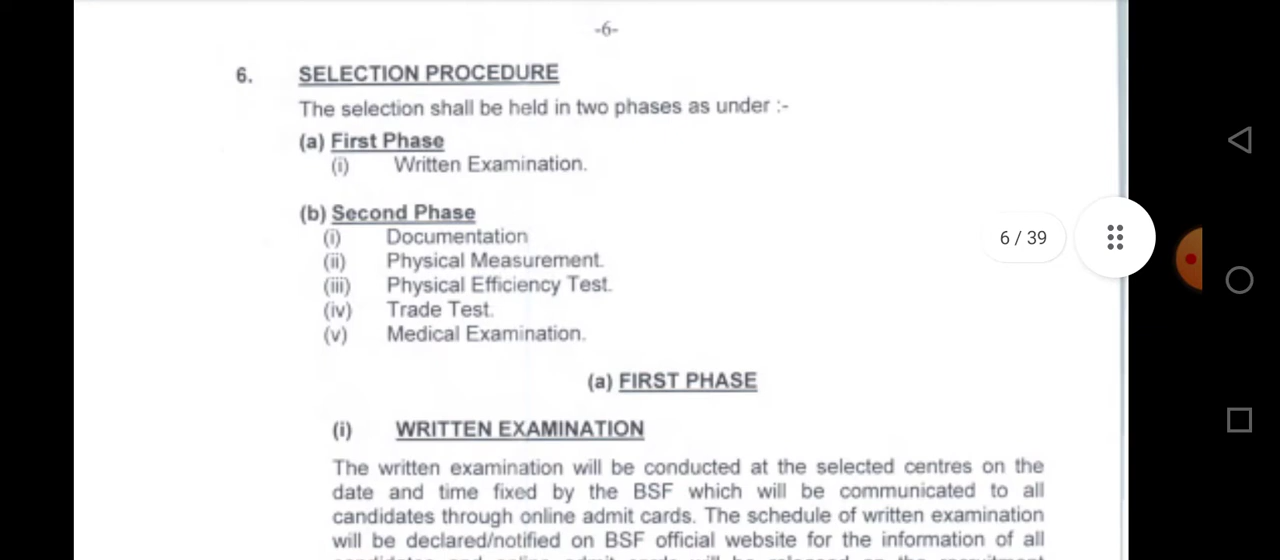 -6-
6. SELECTION PROCEDURE
The selection shall be held in two phases as under :-
(a) First Phase
(i) Written Examination.
(b) Second Phase
(i) Documentation
(ii) Physical Measurement.
(iii) Physical Efficiency Test.
(iv) Trade Test.
(v) Medical Examination.
6 / 39
(a) FIRST PHASE
(i) WRITTEN EXAMINATION
The written examination will be conducted at the selected centres on the
date and time fixed by the BSF which will be communicated to all
candidates through online admit cards. The schedule of written examination
will be declared/notified on BSF official website for the information of all